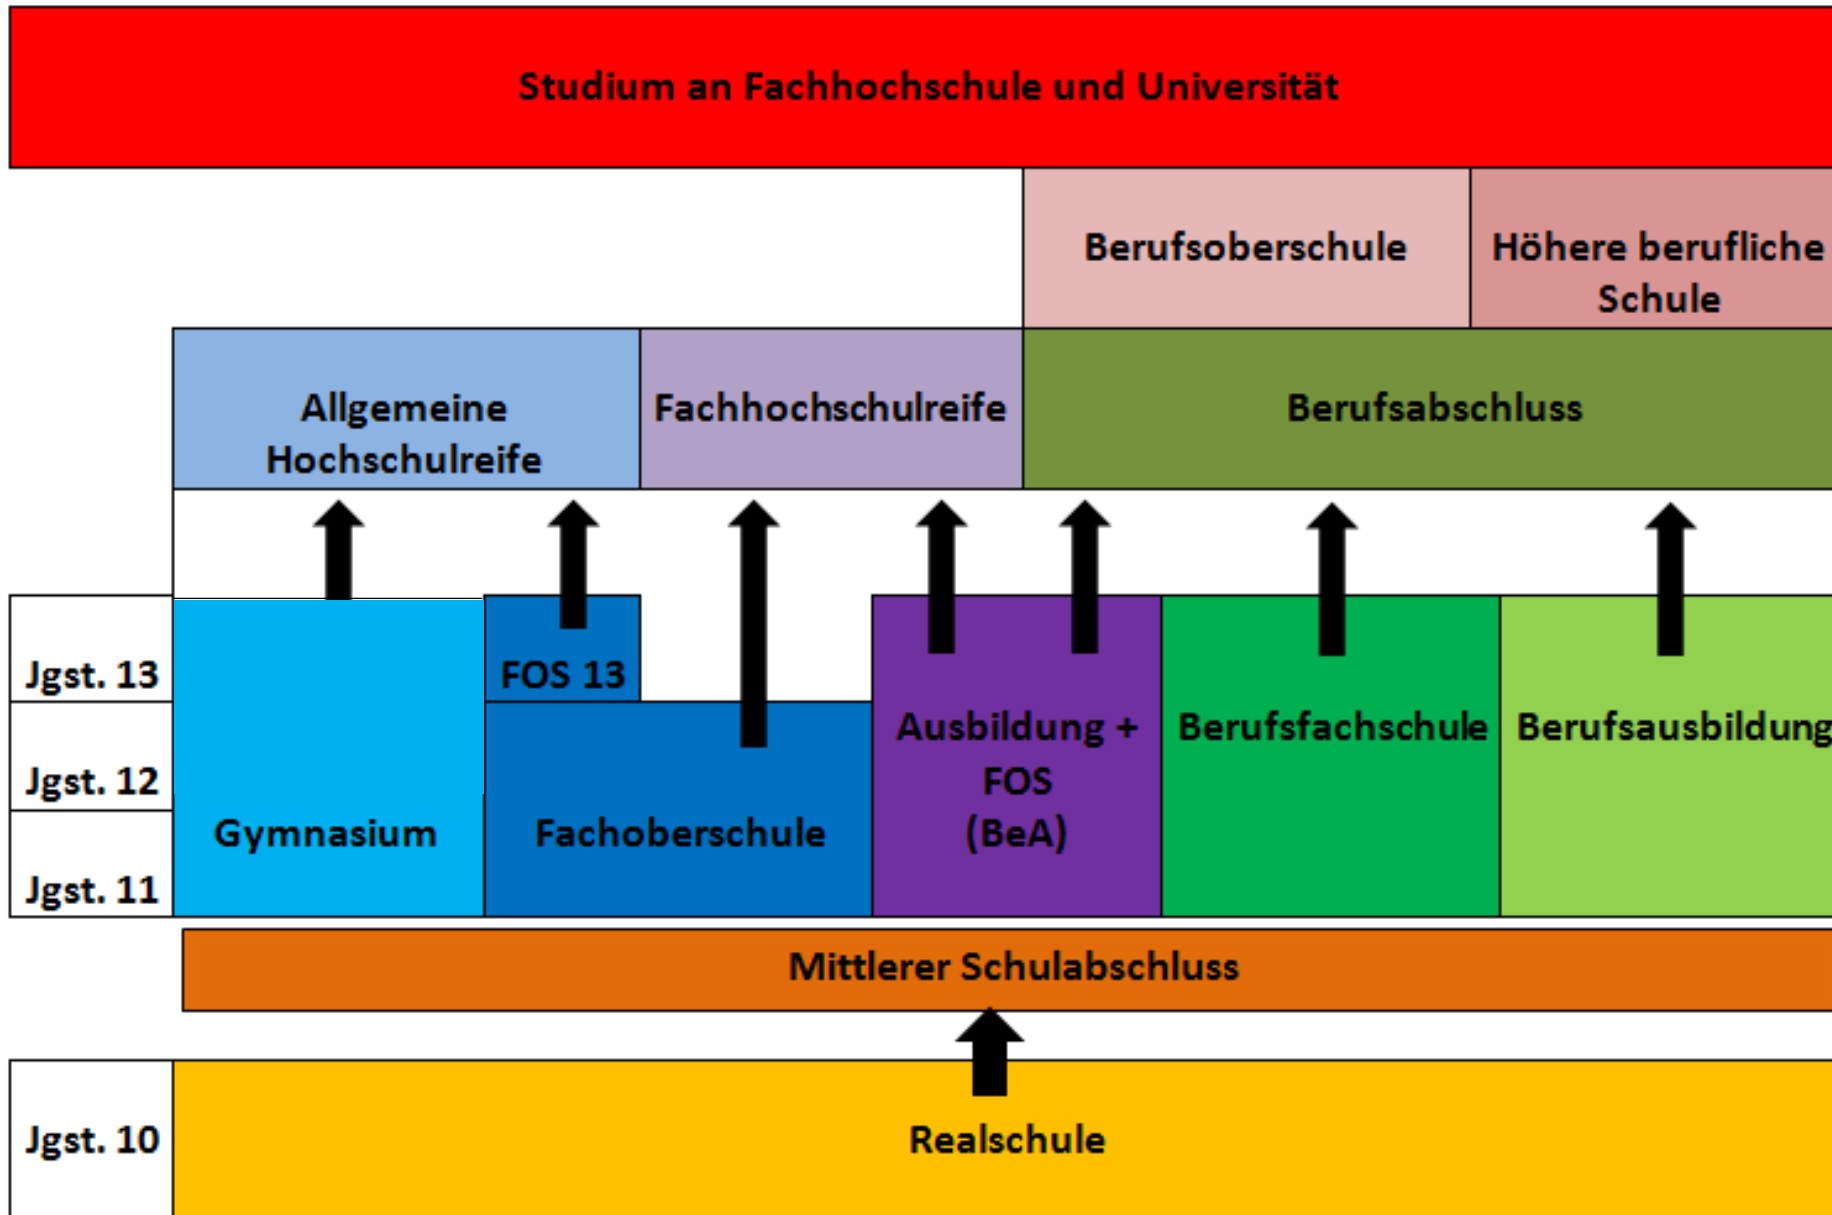 Studium an Fachhochschule und Universität
Berufsoberschule
Höhere berufliche
Schule
Allgemeine
Hochschulreife
Fachhochschulreife
Berufsabschluss
Jgst. 13
Jgst. 12
Jgst. 11
Gymnasium
FOS 13
Fachoberschule
Ausbildung +
FOS
(BeA)
Berufsfachschule
Berufsausbildung
Mittlerer Schulabschluss
Jgst. 10
Realschule